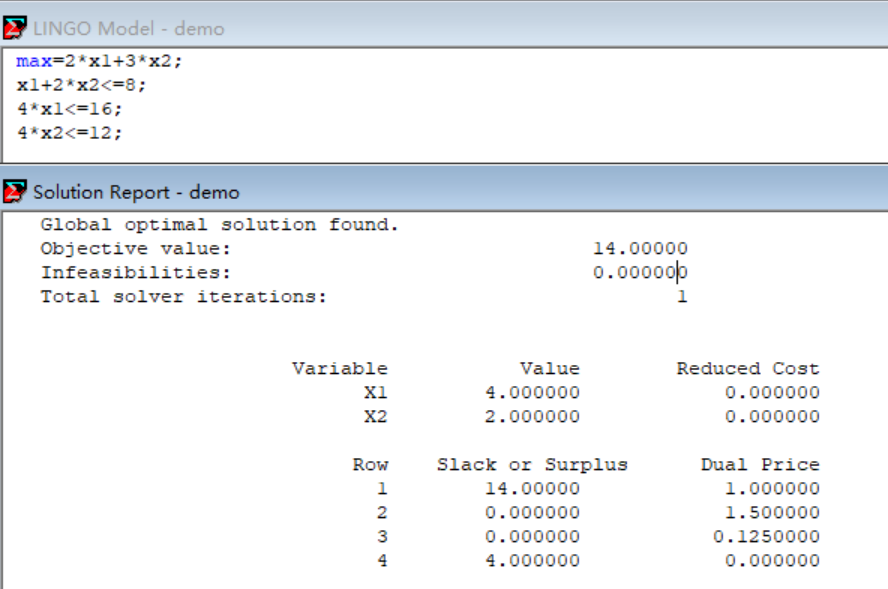 LINGO Model - demo
max=2*x1+3*x2;
x1+2*x2<=8;
4*x1<=16;
4*x2<=12;
Solution Report - demo
Global optimal solution found.
Objective value: 14.00000
Infeasibilities: 0.000000
Total solver iterations: 1
Variable Value Reduced Cost
X1 4.000000 0.000000
X2 2.000000 0.000000
Row Slack or Surplus Dual Price
1 14.00000 1.000000
2 0.000000 1.500000
3 0.000000 0.1250000
4 4.000000 0.000000